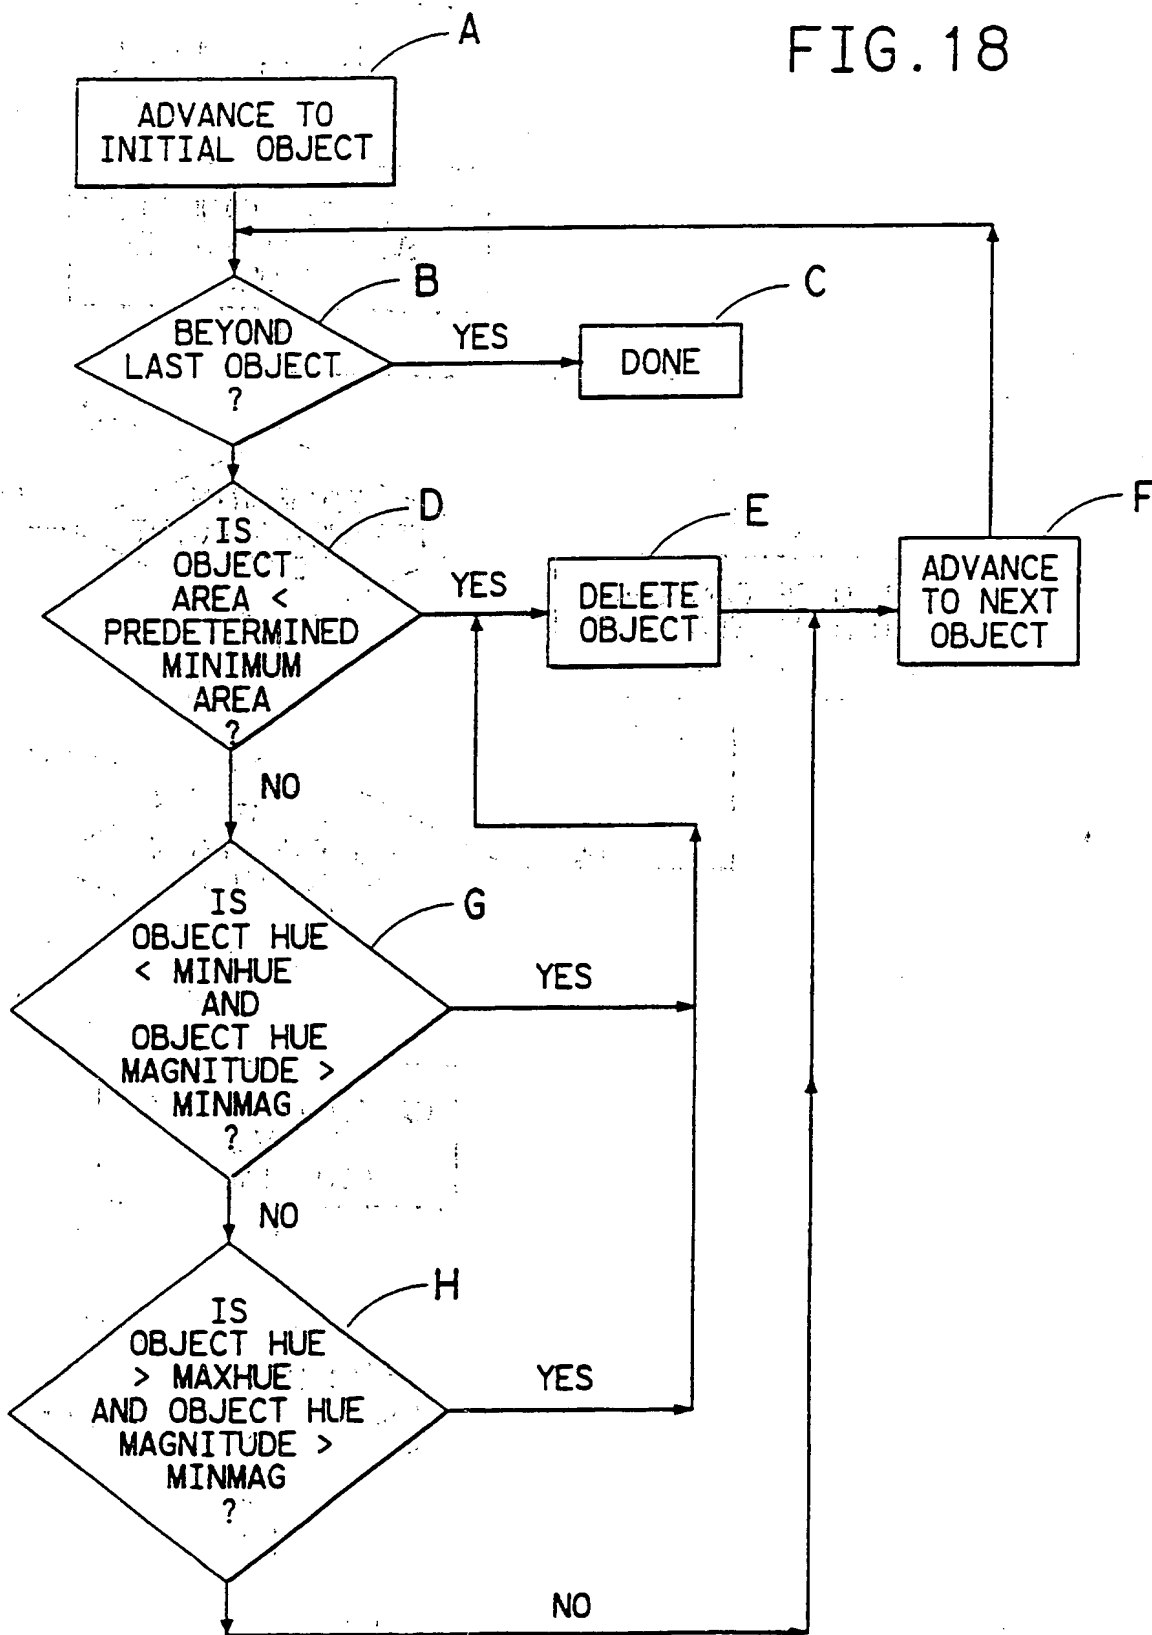 FIG.18
A
ADVANCE TO
INITIAL OBJECT
B
BEYOND
LAST OBJECT
?
YES
C
DONE
D
IS
OBJECT
AREA <
PREDETERMINED
MINIMUM
AREA
?
YES
E
DELETE
OBJECT
F
ADVANCE
TO NEXT
OBJECT
NO
G
IS
OBJECT HUE
< MINHUE
AND
OBJECT HUE
MAGNITUDE >
MINMAG
?
YES
NO
H
IS
OBJECT HUE
> MAXHUE
AND OBJECT HUE
MAGNITUDE >
MINMAG
?
YES
NO